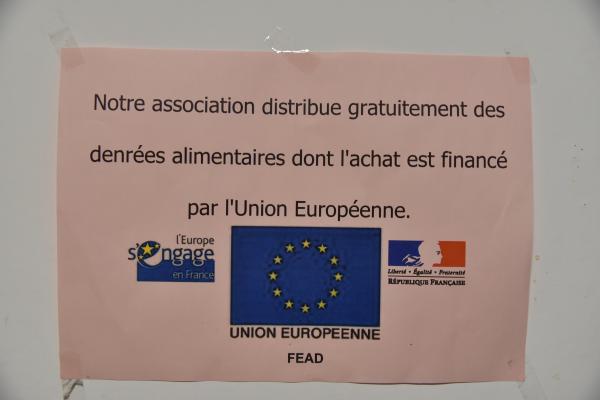 Notre association distribue gratuitement des
denrées alimentaires dont l'achat est financé
par l'Union Européenne.
l'Europe
s'engage
en France
Liberté • Égalité • Fraternité
RÉPUBLIQUE FRANÇAISE
UNION EUROPEENNE
FEAD